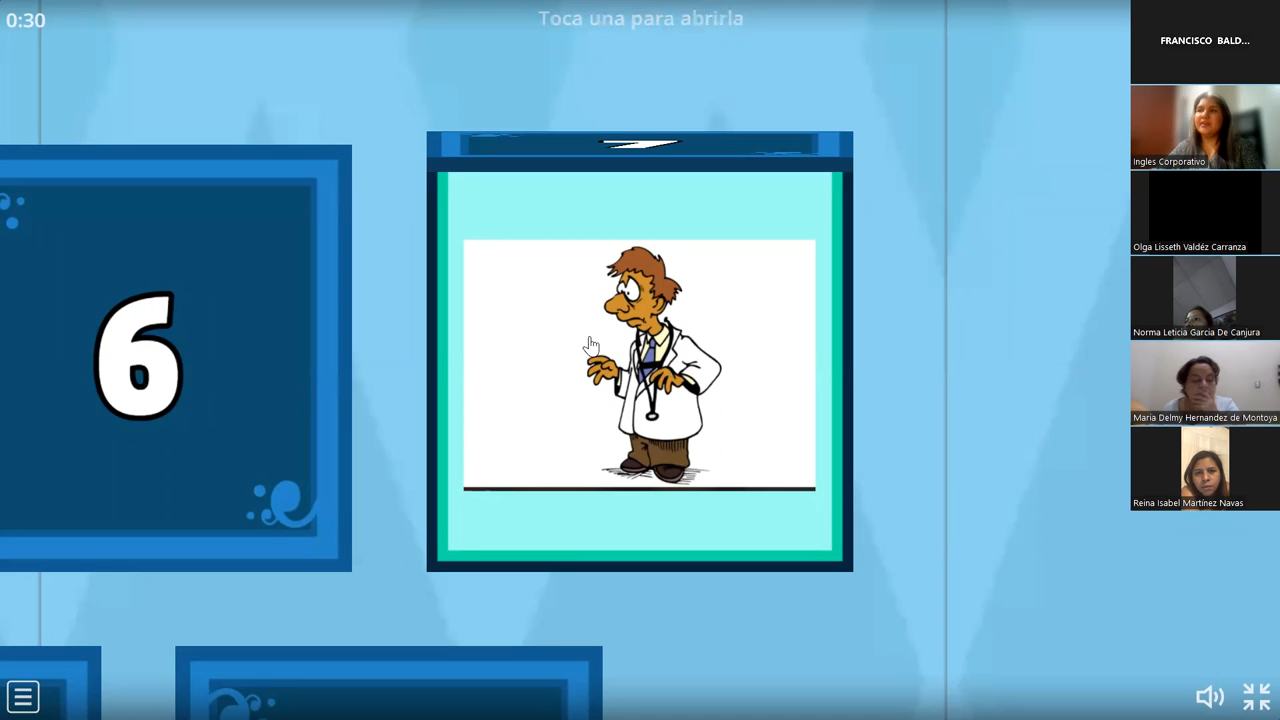 0:30
Toca una para abrirla
FRANCISCO BALD...
Ingles Corporativo
6
Olga Lisseth Valdéz Carranza
Norma Leticia Garcia De Canjura
Maria Delmy Hernandez de Montoya
Reina Isabel Martínez Navas